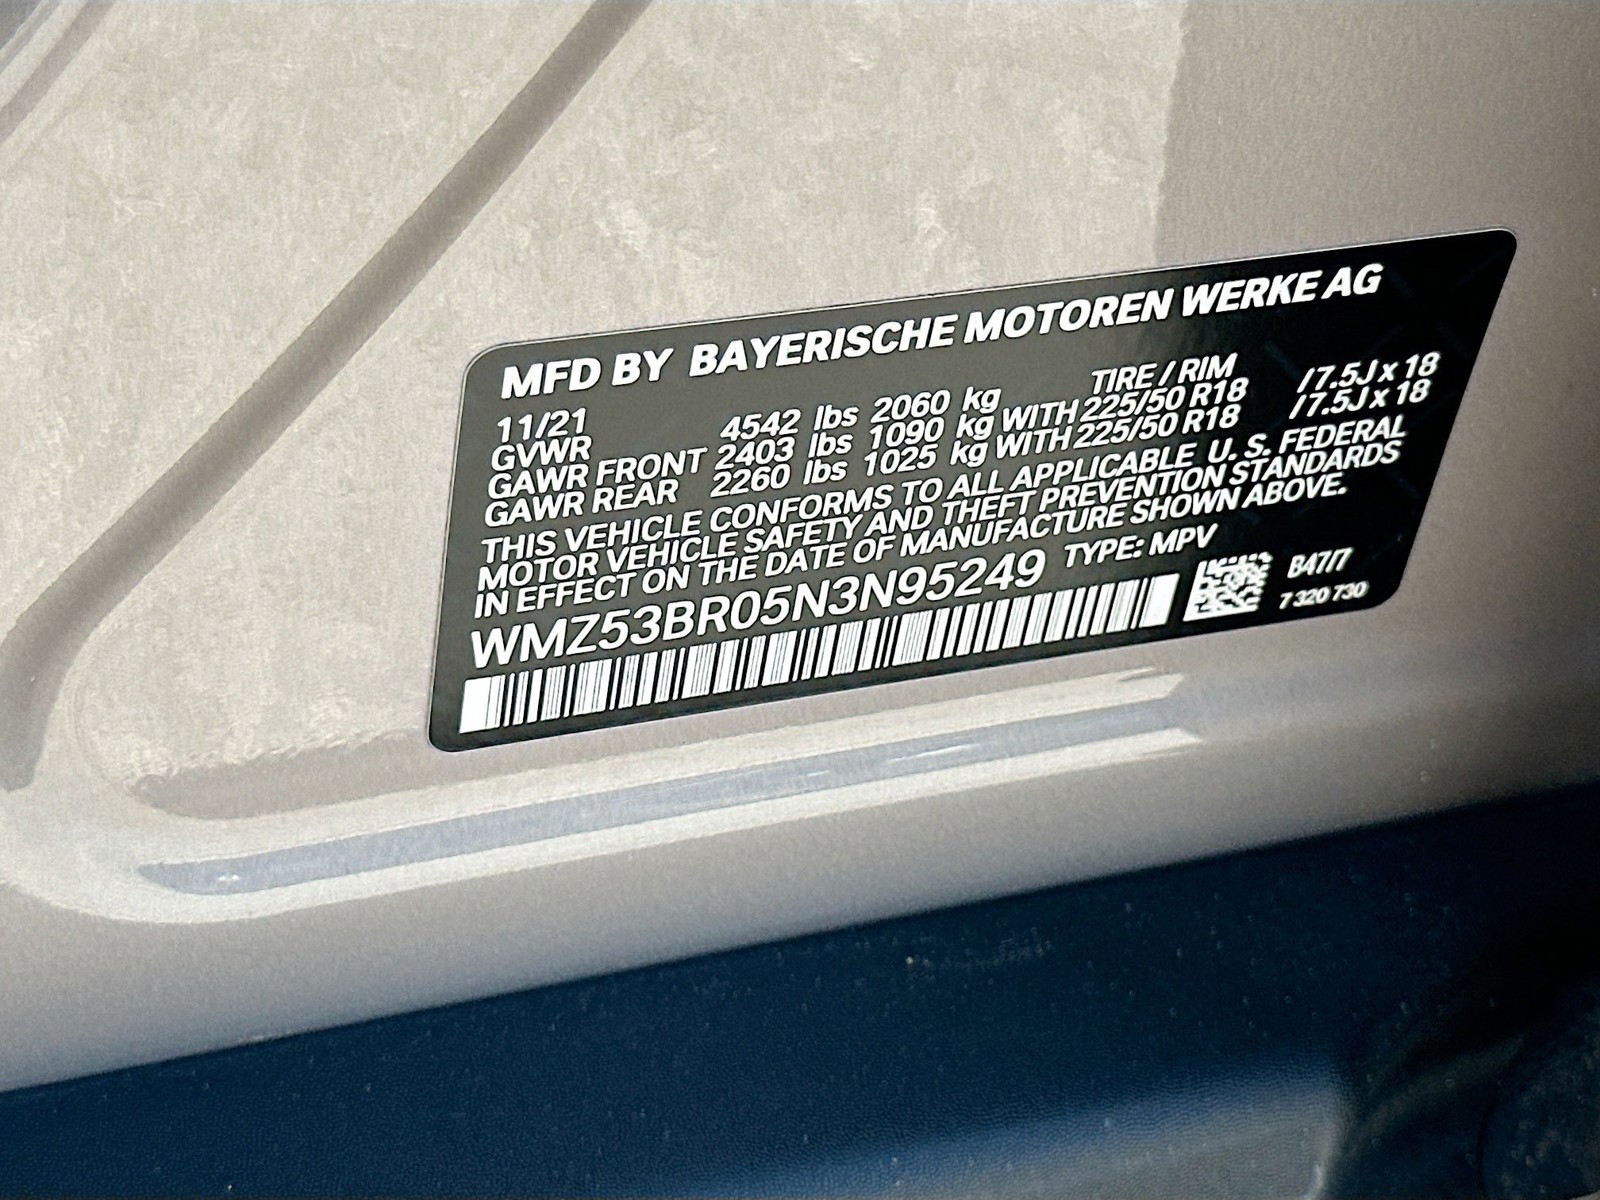 MFD BY BAYERISCHE MOTOREN WERKE AG
11/21 TIRE / RIM
GVWR 4542 lbs 2060 kg
GAWR FRONT 2403 lbs 1090 kg WITH 225/50 R18 / 7.5J x 18
GAWR REAR 2260 lbs 1025 kg WITH 225/50 R18 / 7.5J x 18
THIS VEHICLE CONFORMS TO ALL APPLICABLE U. S. FEDERAL
MOTOR VEHICLE SAFETY AND THEFT PREVENTION STANDARDS
IN EFFECT ON THE DATE OF MANUFACTURE SHOWN ABOVE.
WMZ53BR05N3N95249 TYPE: MPV
B47/7
7 320 730